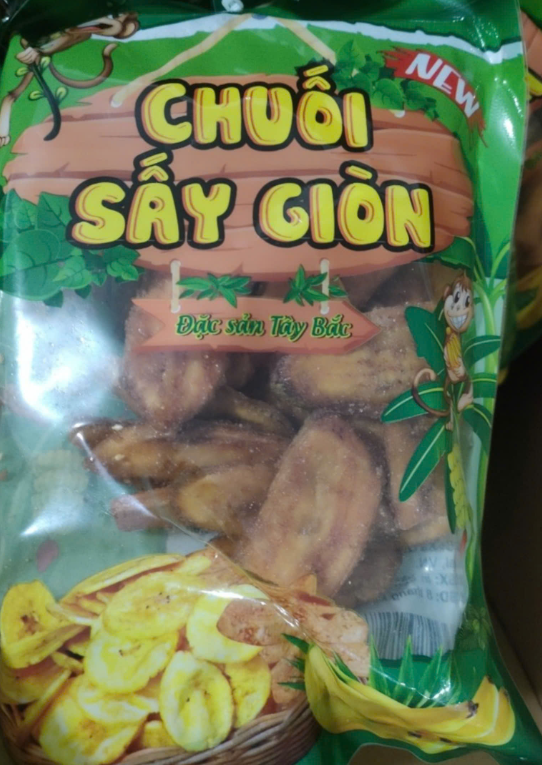 NEW
CHUỐI
SẤY GIÒN
Đặc sản Tây Bắc